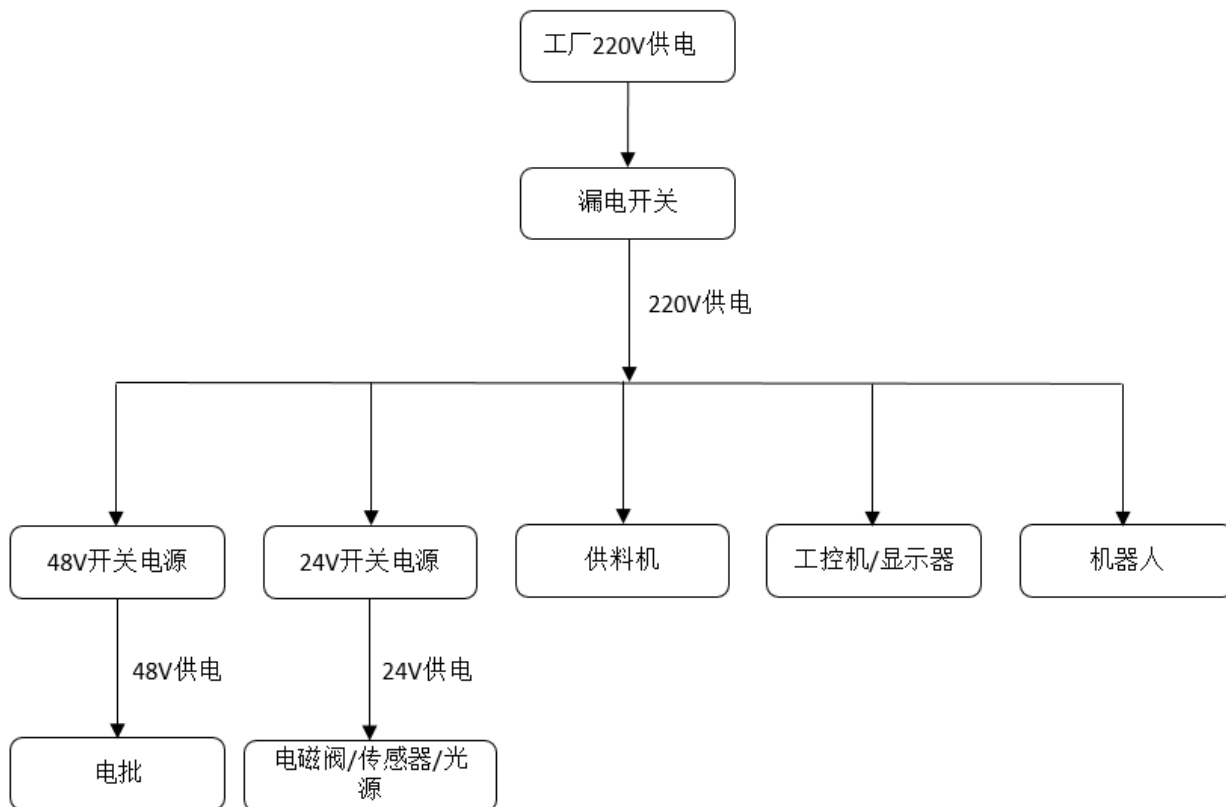 工厂220V供电
漏电开关
220V供电
48V开关电源
24V开关电源
供料机
工控机/显示器
机器人
48V供电
24V供电
电批
电磁阀/传感器/光
源